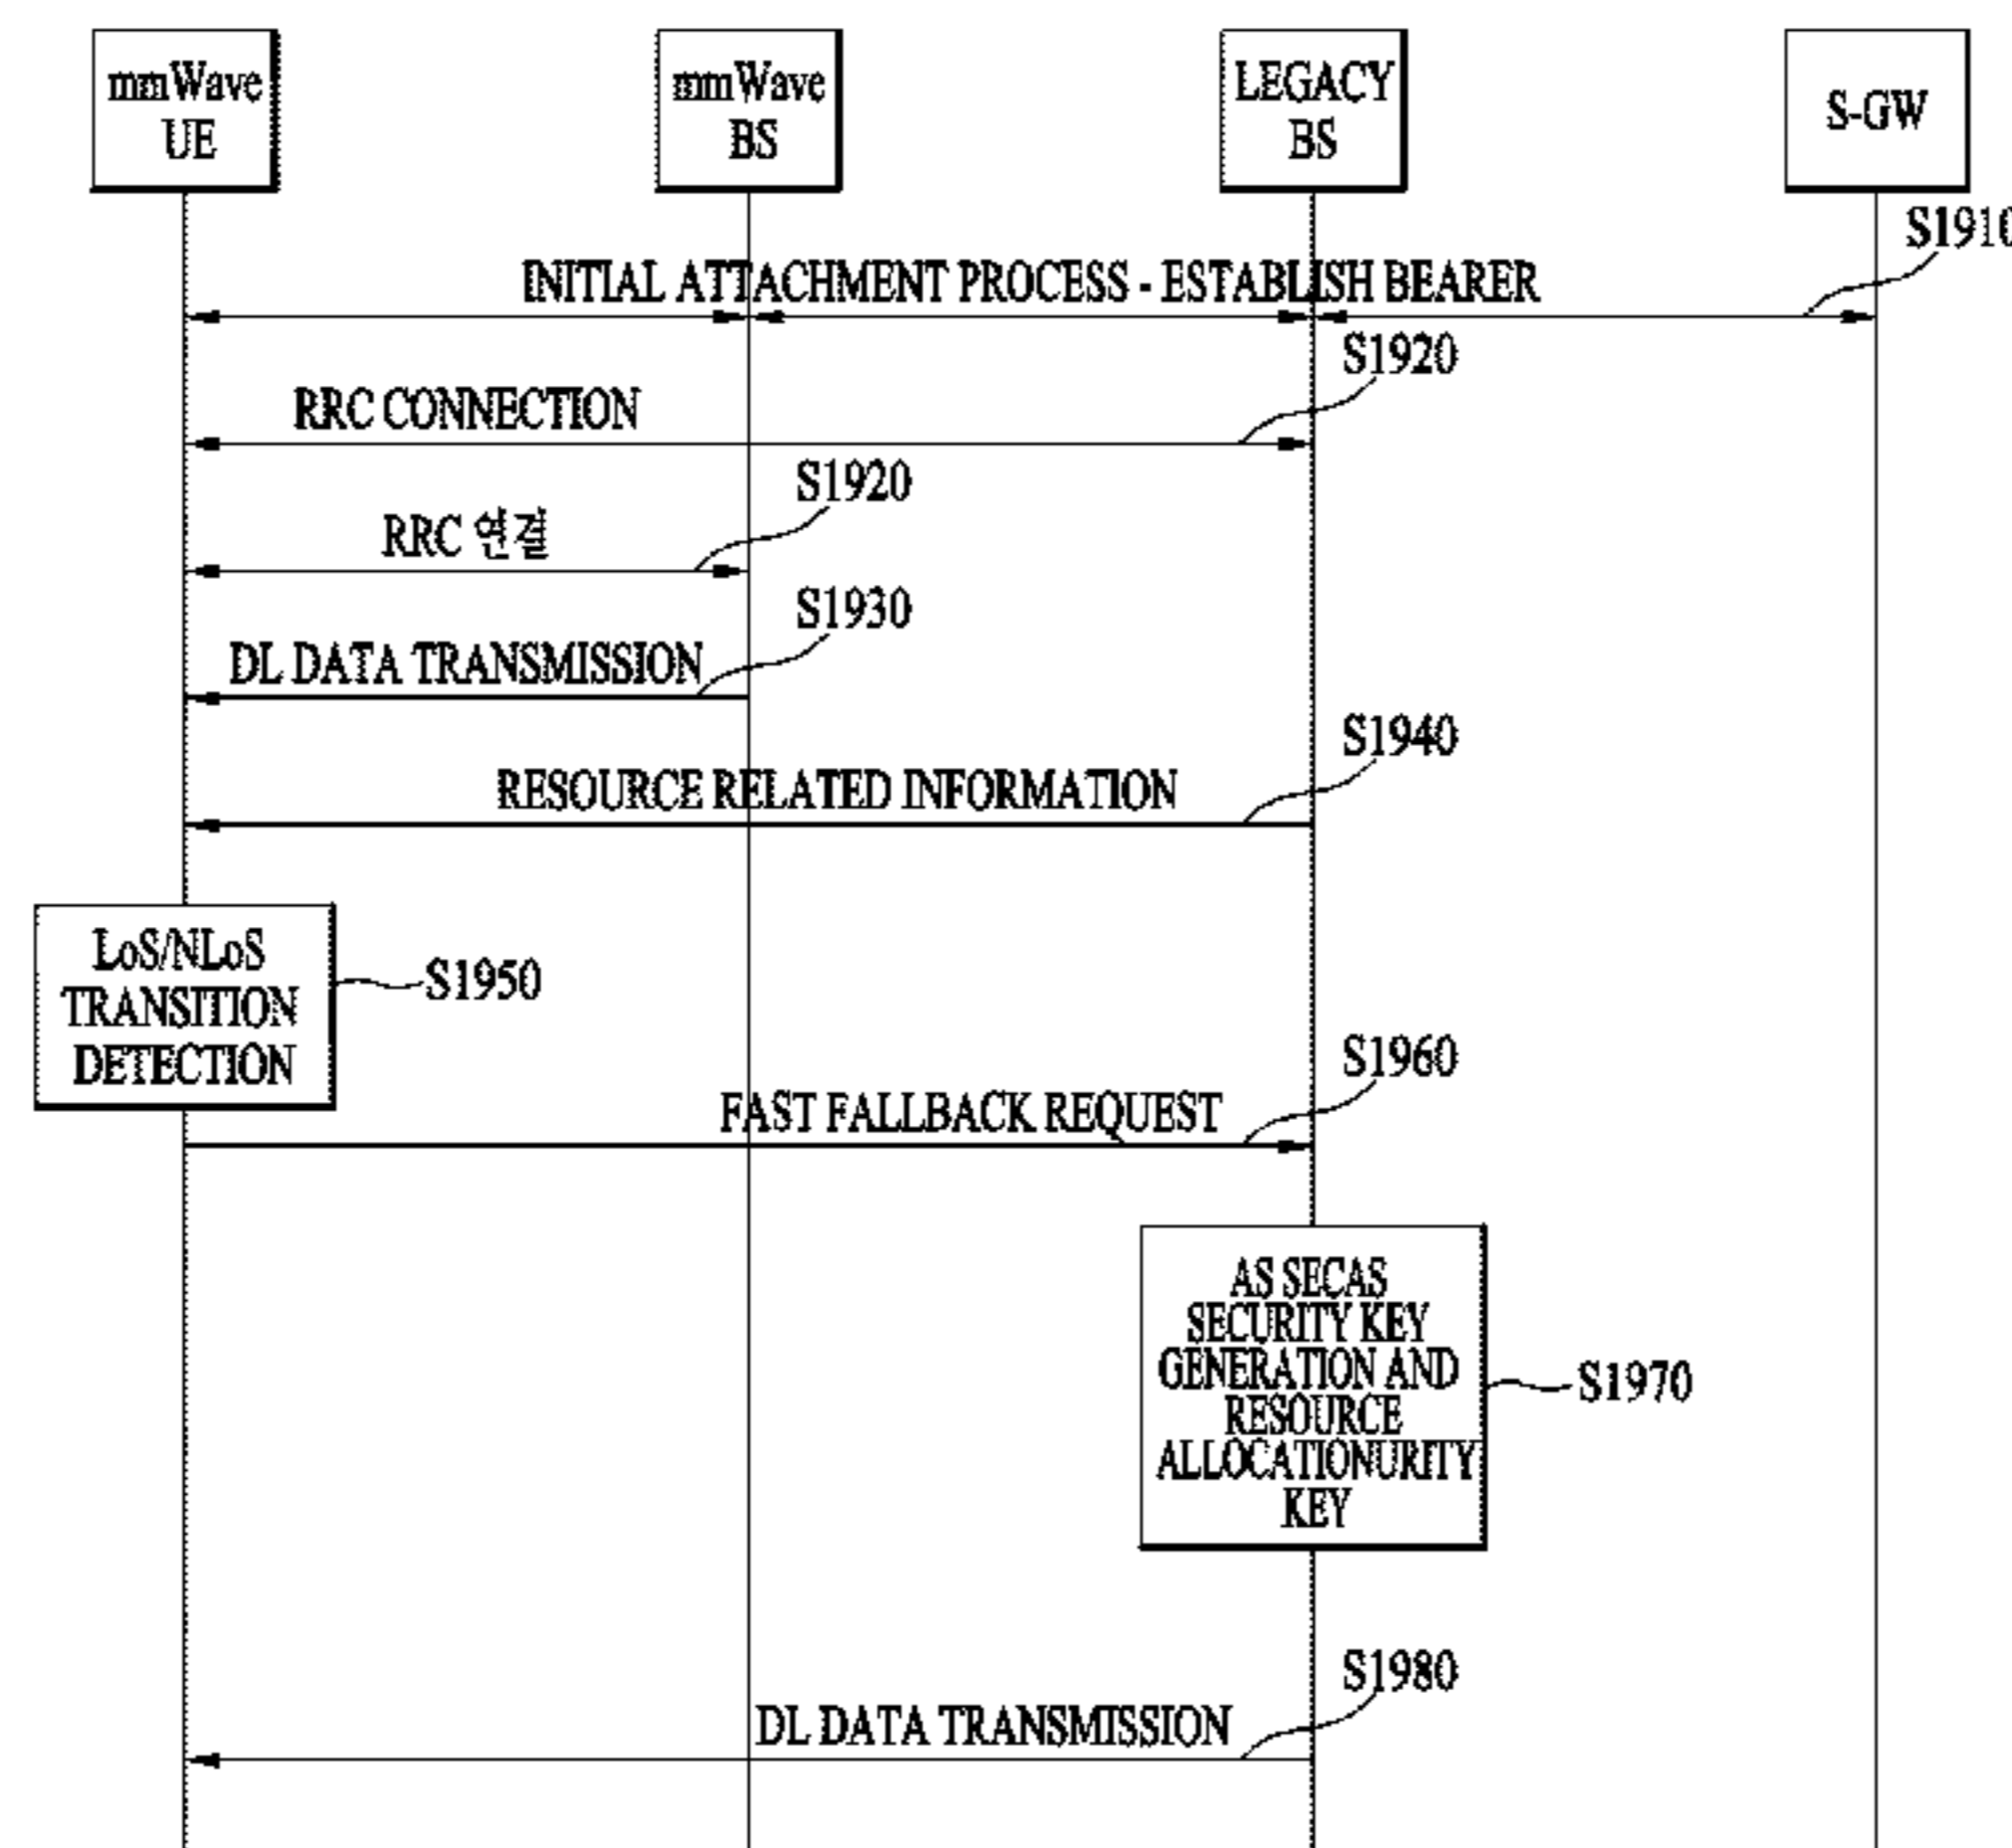 mmWave
UE
mmWave
BS
LEGACY
BS
S-GW
S1910
INITIAL ATTACHMENT PROCESS - ESTABLISH BEARER
S1920
RRC CONNECTION
S1920
RRC 연결
S1930
DL DATA TRANSMISSION
S1940
RESOURCE RELATED INFORMATION
LoS/NLoS
TRANSITION
DETECTION
S1950
S1960
FAST FALLBACK REQUEST
AS SECAS
SECURITY KEY
GENERATION AND
RESOURCE
ALLOCATIONURITY
KEY
S1970
S1980
DL DATA TRANSMISSION